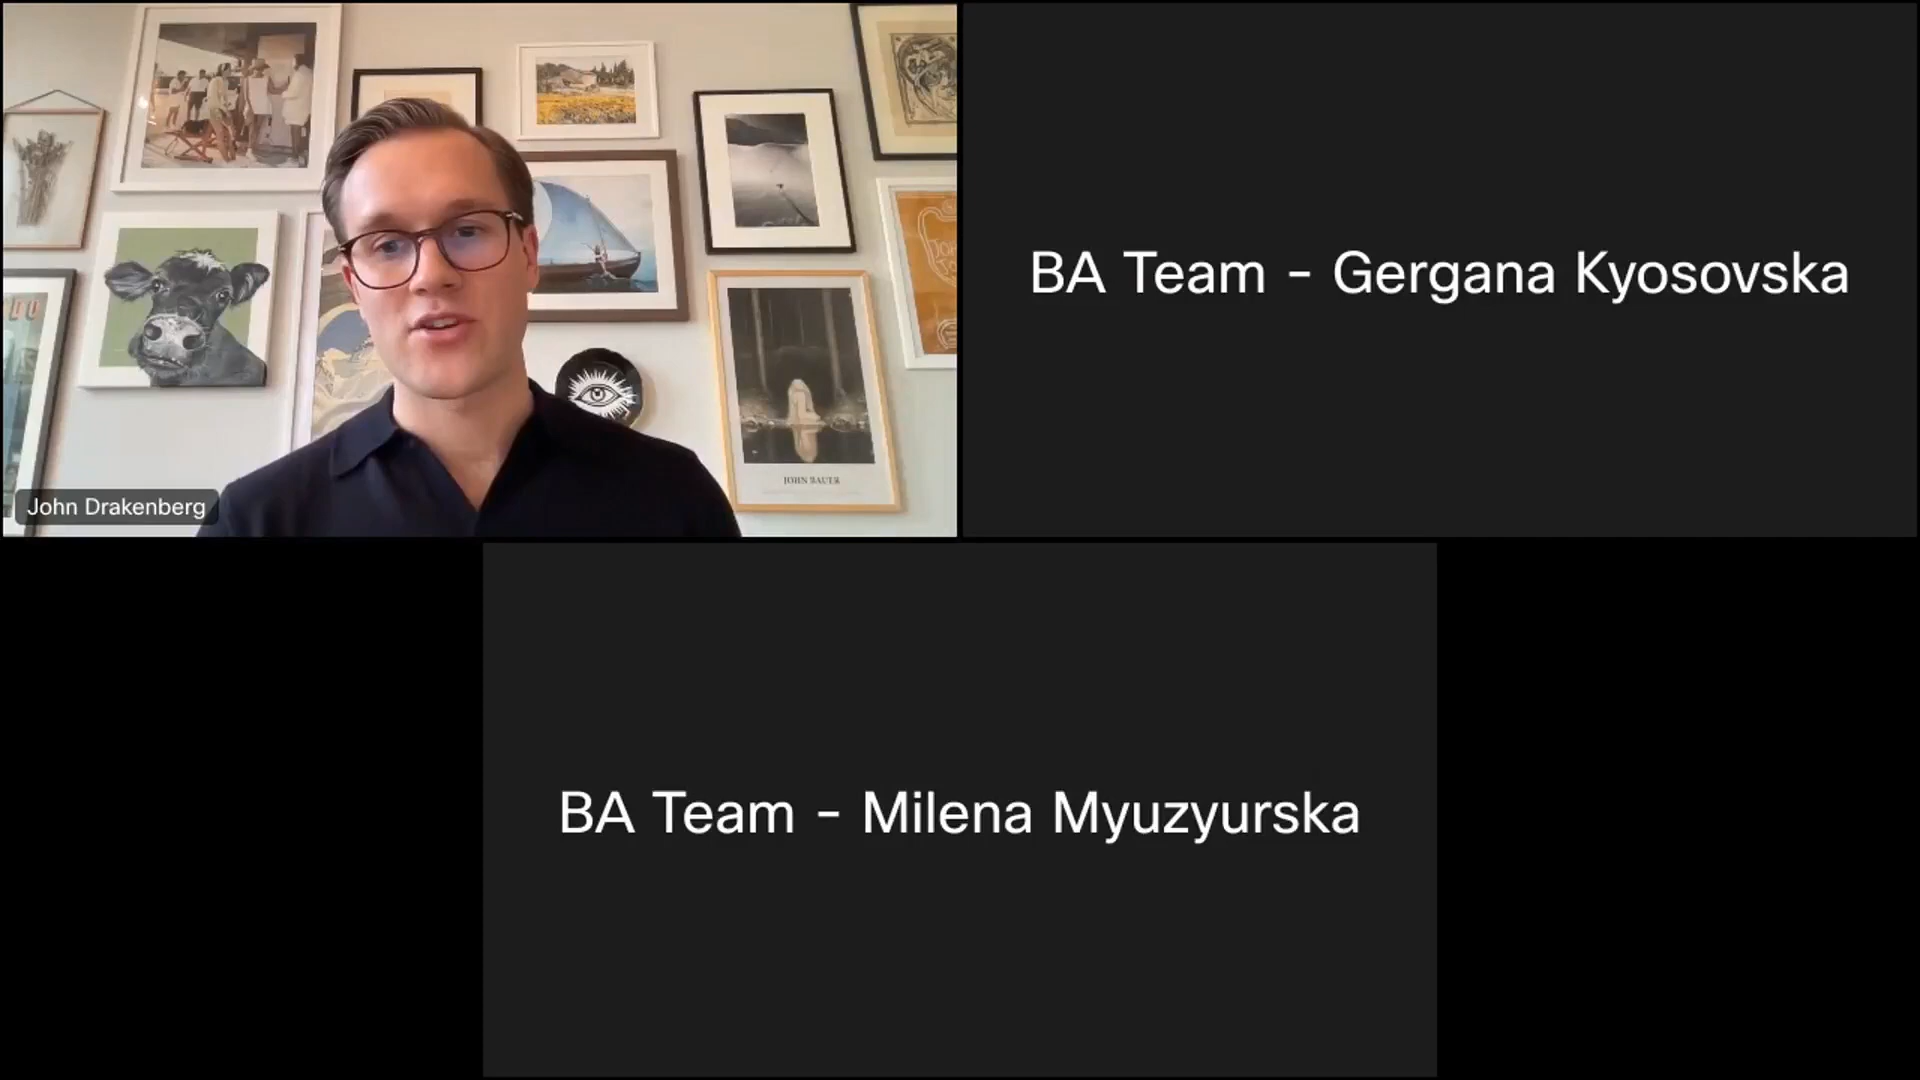 John Drakenberg
JOHN BAUER
BA Team - Gergana Kyosovska
BA Team - Milena Myuzyurska